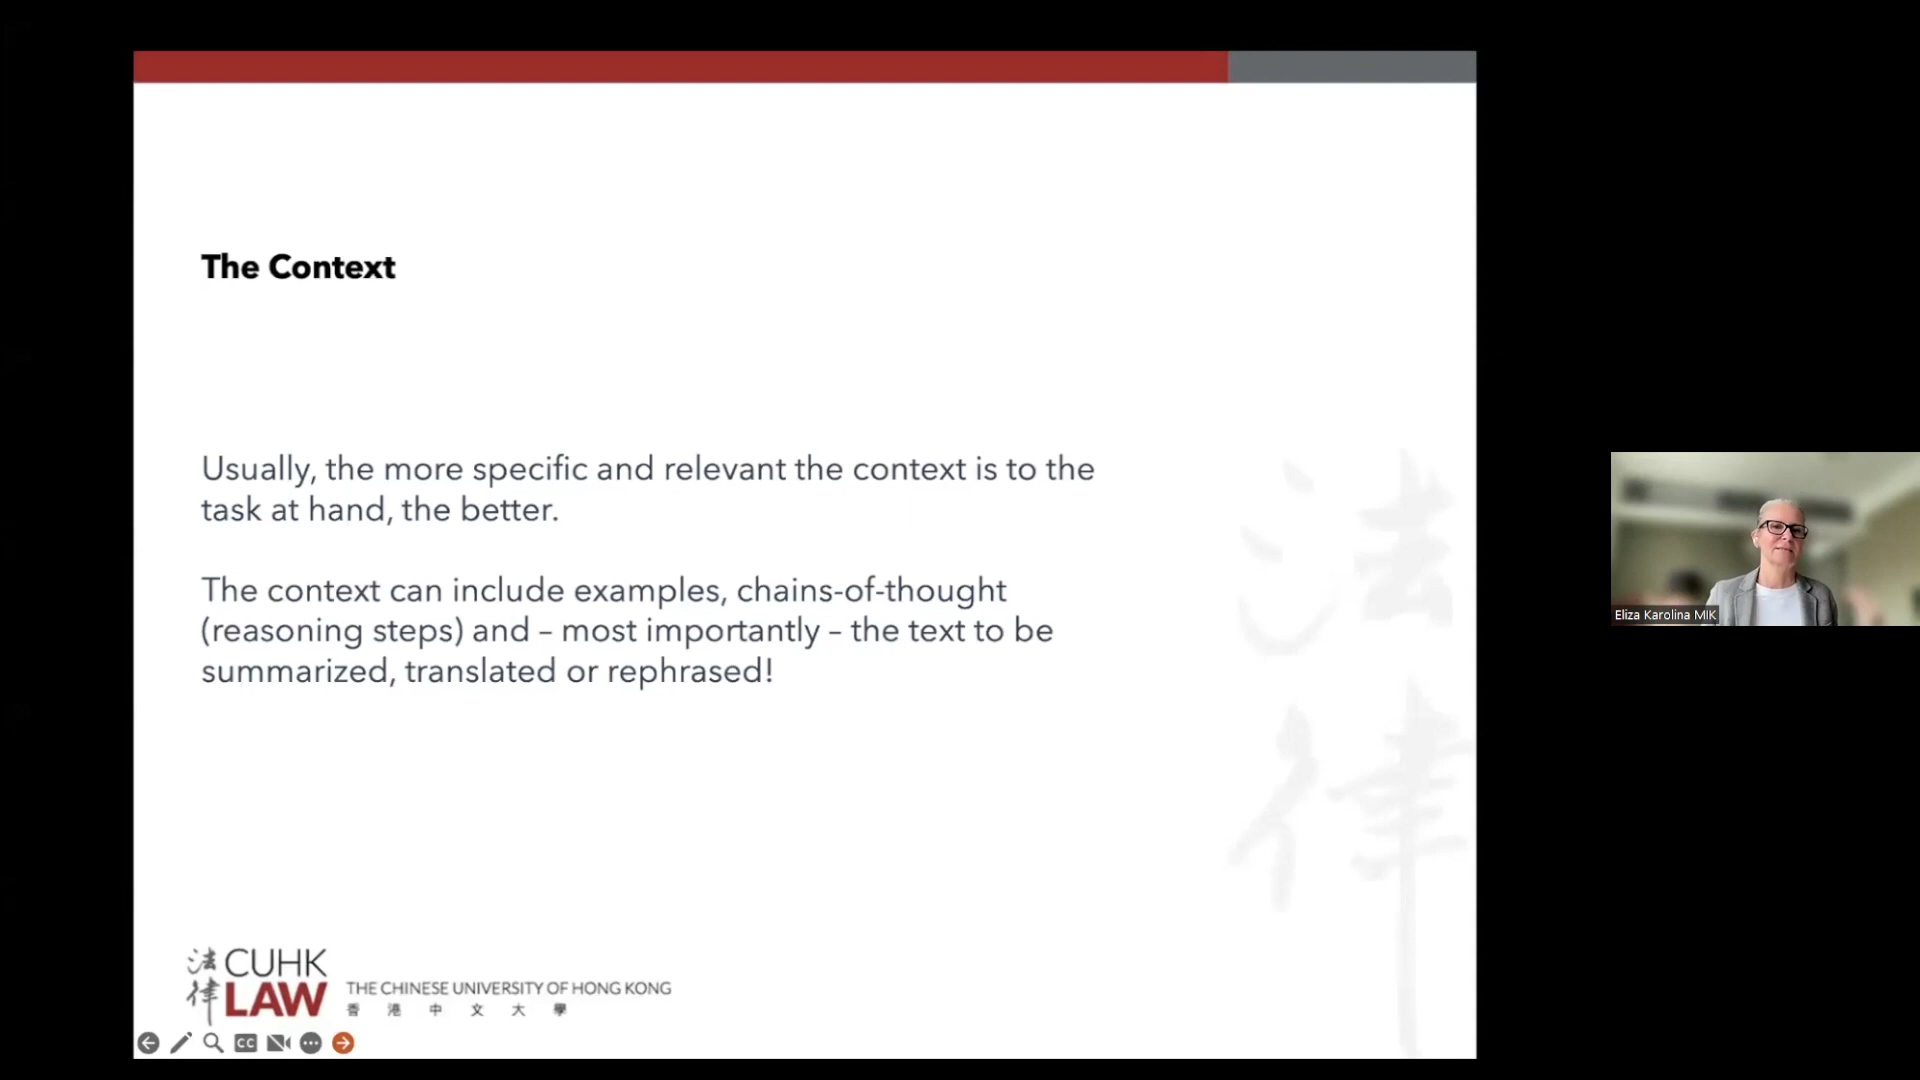 The Context
Usually, the more specific and relevant the context is to the
task at hand, the better.
The context can include examples, chains-of-thought
(reasoning steps) and – most importantly – the text to be
summarized, translated or rephrased!
法律
Eliza Karolina MIK
法律
CUHK
LAW
THE CHINESE UNIVERSITY OF HONG KONG
香港中文大學
CC